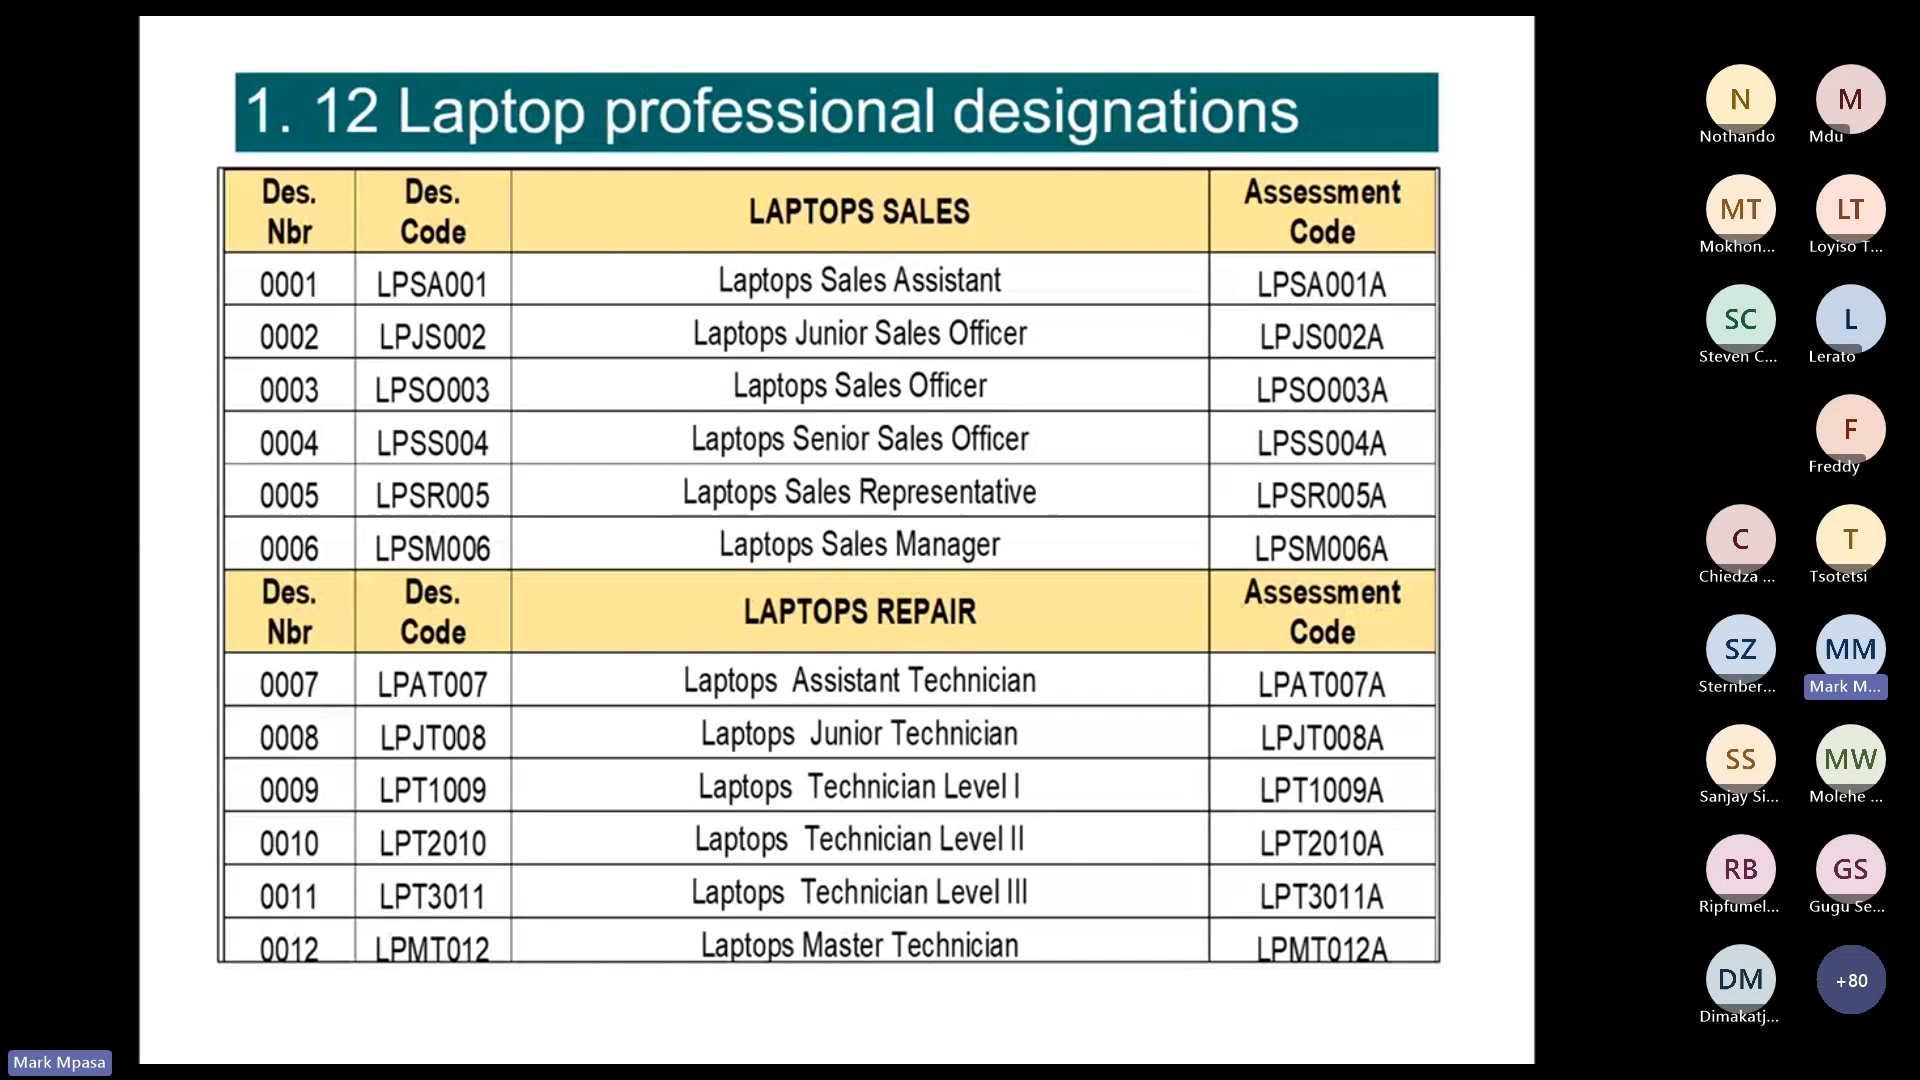 1. 12 Laptop professional designations
Des. Nbr Des. Code LAPTOPS SALES Assessment Code
0001 LPSA001 Laptops Sales Assistant LPSA001A
0002 LPJS002 Laptops Junior Sales Officer LPJS002A
0003 LPSO003 Laptops Sales Officer LPSO003A
0004 LPSS004 Laptops Senior Sales Officer LPSS004A
0005 LPSR005 Laptops Sales Representative LPSR005A
0006 LPSM006 Laptops Sales Manager LPSM006A
Des. Nbr Des. Code LAPTOPS REPAIR Assessment Code
0007 LPAT007 Laptops Assistant Technician LPAT007A
0008 LPJT008 Laptops Junior Technician LPJT008A
0009 LPT1009 Laptops Technician Level I LPT1009A
0010 LPT2010 Laptops Technician Level II LPT2010A
0011 LPT3011 Laptops Technician Level III LPT3011A
0012 LPMT012 Laptops Master Technician LPMT012A
N M
Nothando Mdu
MT LT
Mokhon... Loyiso T...
SC L
Steven C... Lerato
F
Freddy
C T
Chiedza ... Tsotetsi
SZ MM
Sternber... Mark M...
SS MW
Sanjay Si... Molehe ...
RB GS
Ripfumel... Gugu Se...
DM +80
Dimakatj...
Mark Mpasa